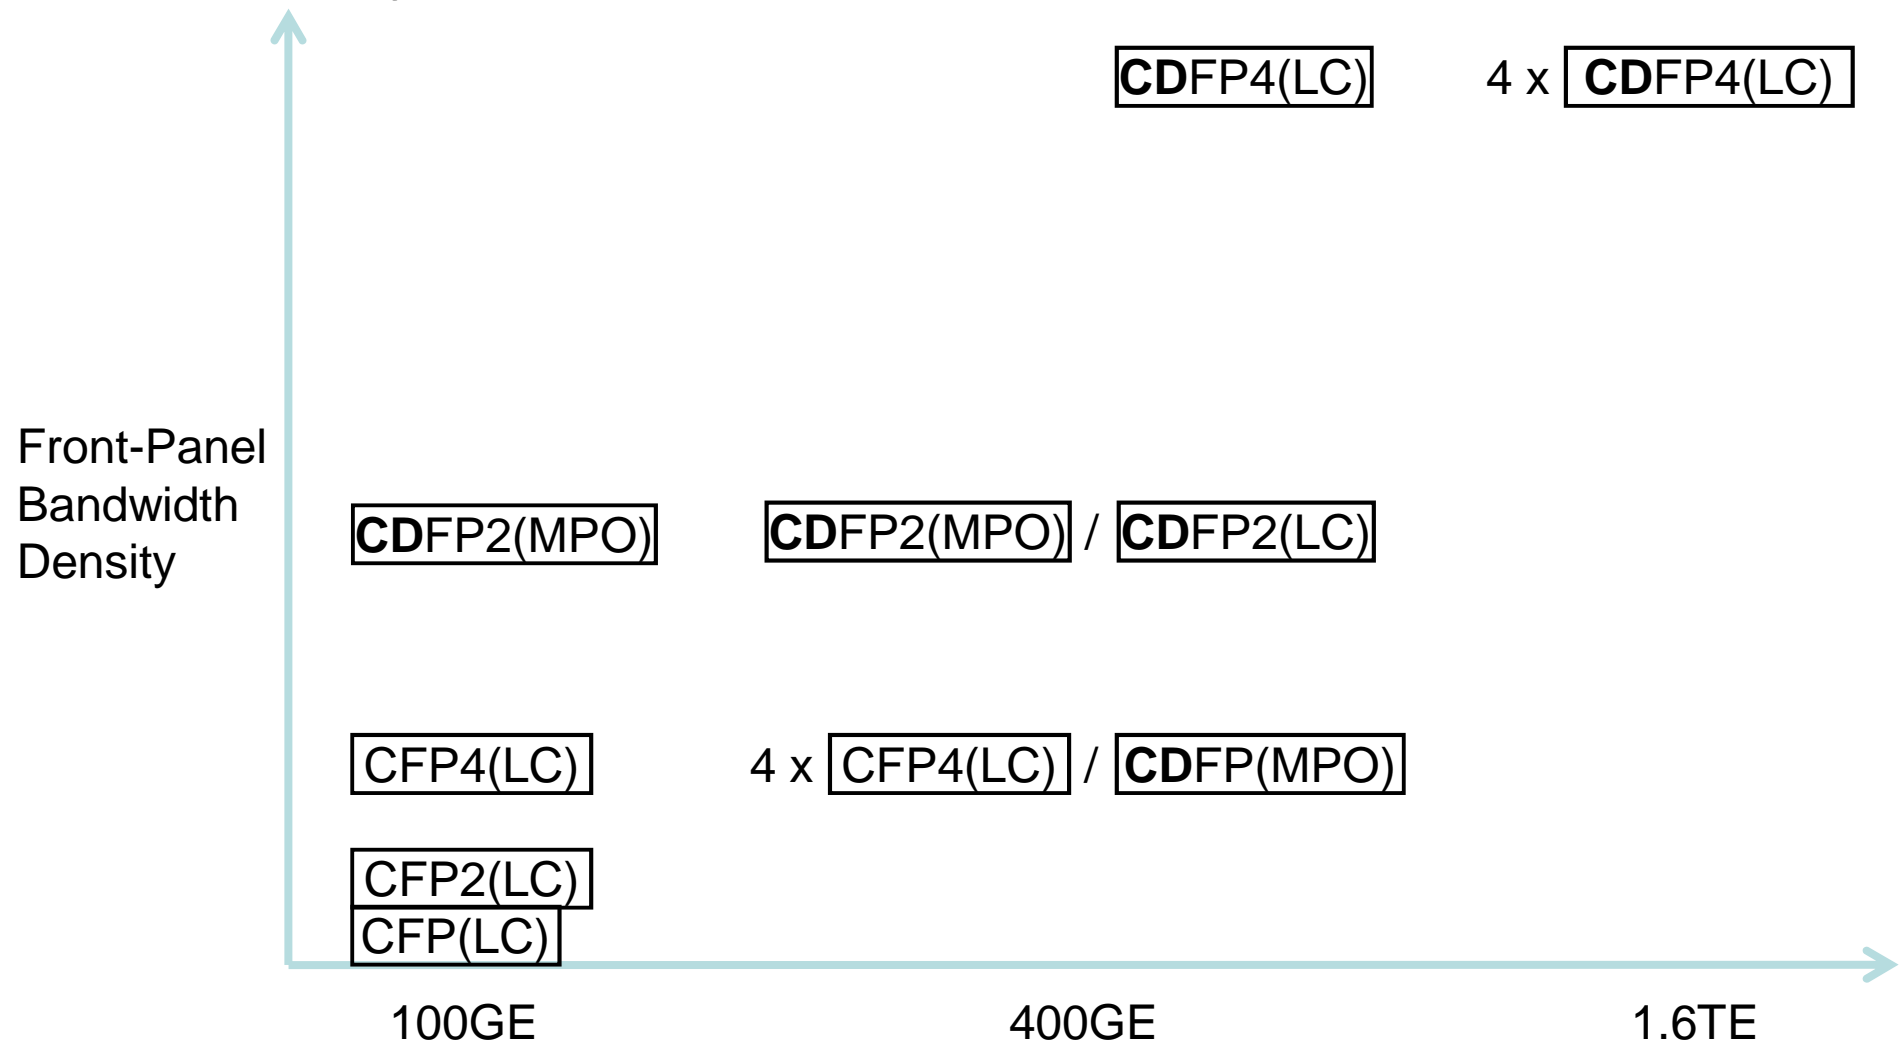 CDFP4(LC) 4 x CDFP4(LC)
Front-Panel
Bandwidth
Density
CDFP2(MPO) CDFP2(MPO) / CDFP2(LC)
CFP4(LC) 4 x CFP4(LC) / CDFP(MPO)
CFP2(LC)
CFP(LC)
100GE 400GE 1.6TE